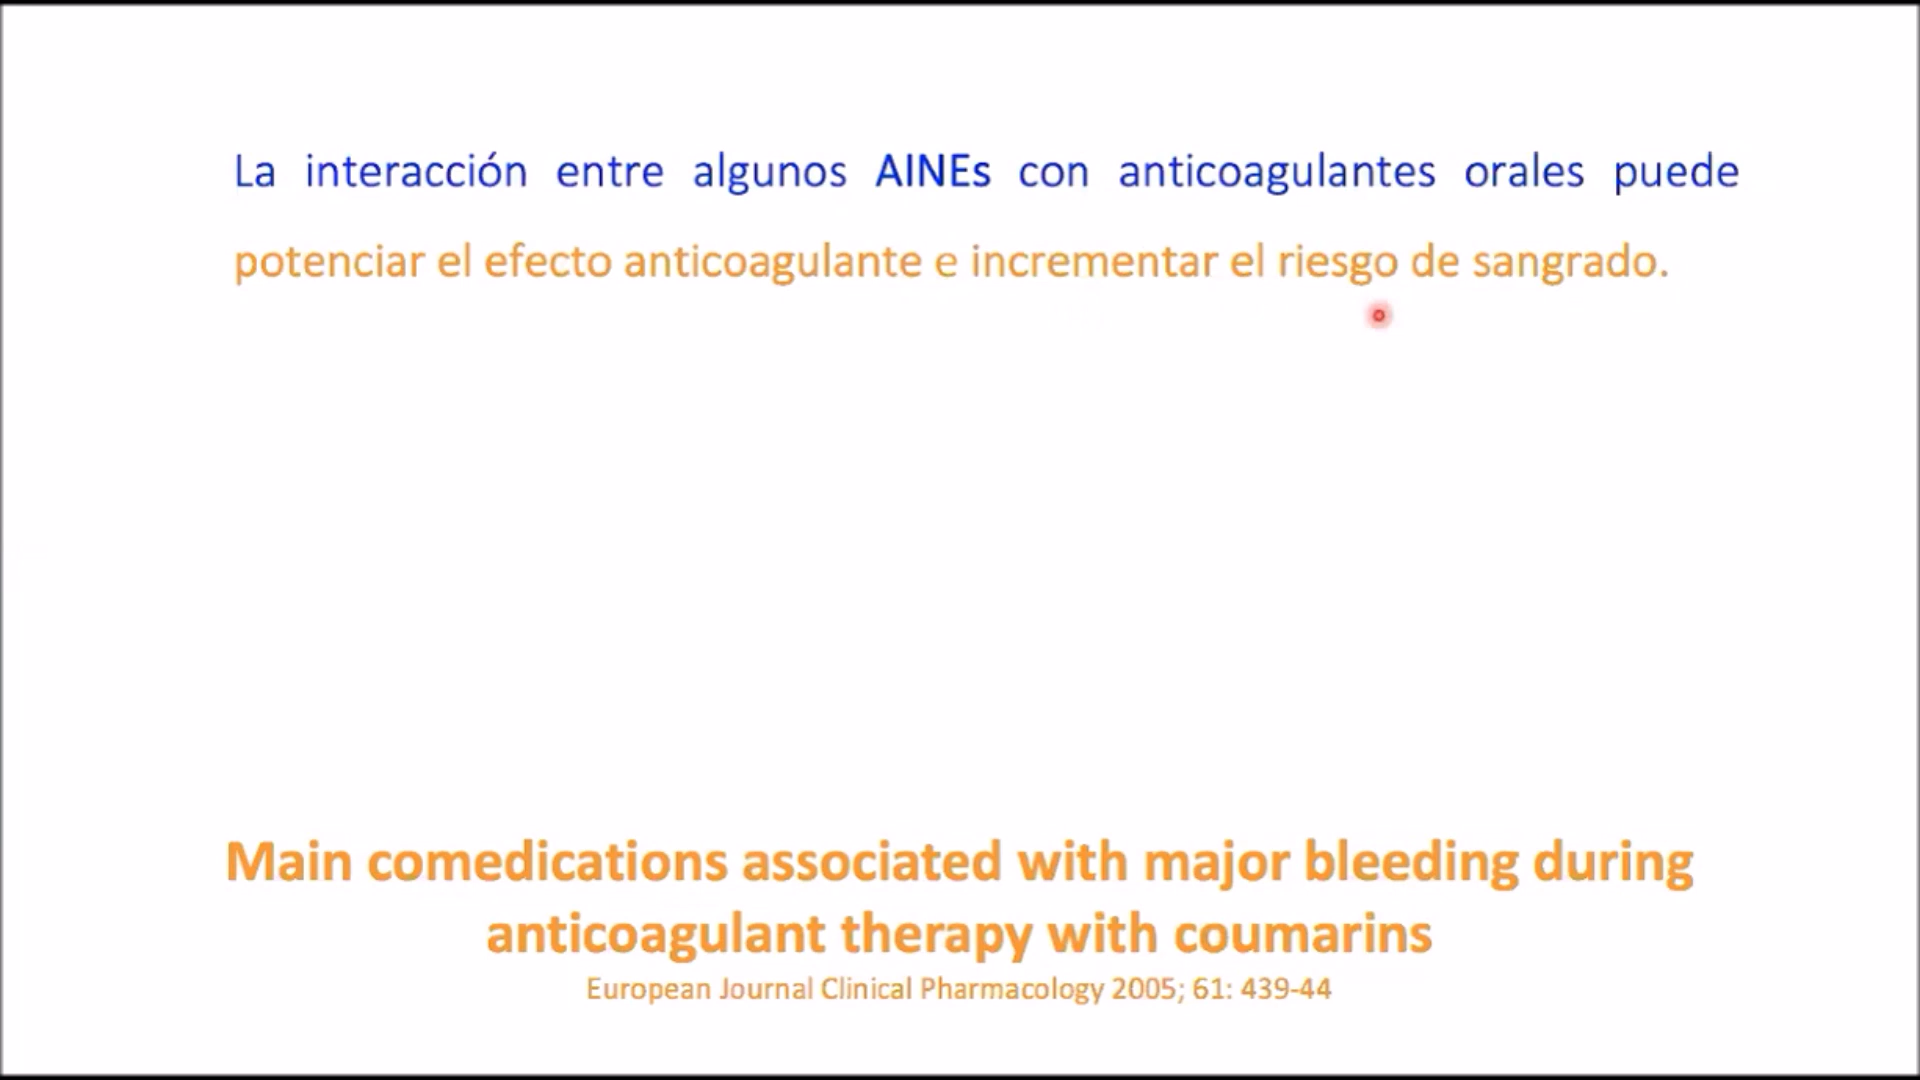 La interacción entre algunos AINEs con anticoagulantes orales puede
potenciar el efecto anticoagulante e incrementar el riesgo de sangrado.
Main comedications associated with major bleeding during
anticoagulant therapy with coumarins
European Journal Clinical Pharmacology 2005; 61: 439-44